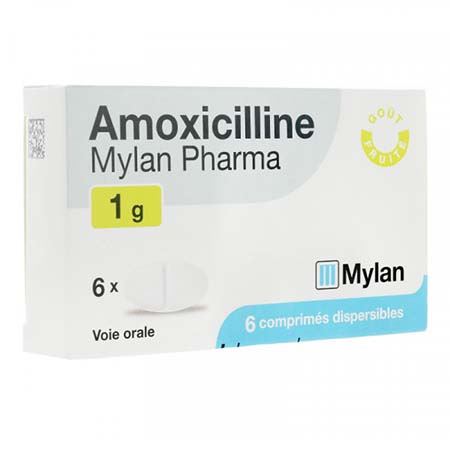 Amoxicilline
Mylan Pharma
1 g
GOÛT
FRUITÉ
6 x
Mylan
Voie orale
6 comprimés dispersibles